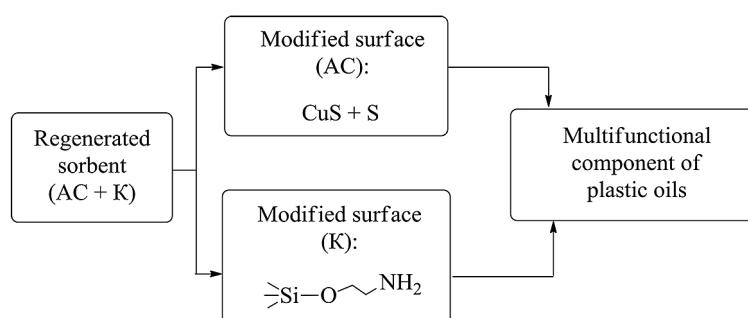 Regenerated
sorbent
(AC + K)
Modified surface
(AC):
CuS + S
Modified surface
(K):
Si—O NH₂
Multifunctional
component of
plastic oils